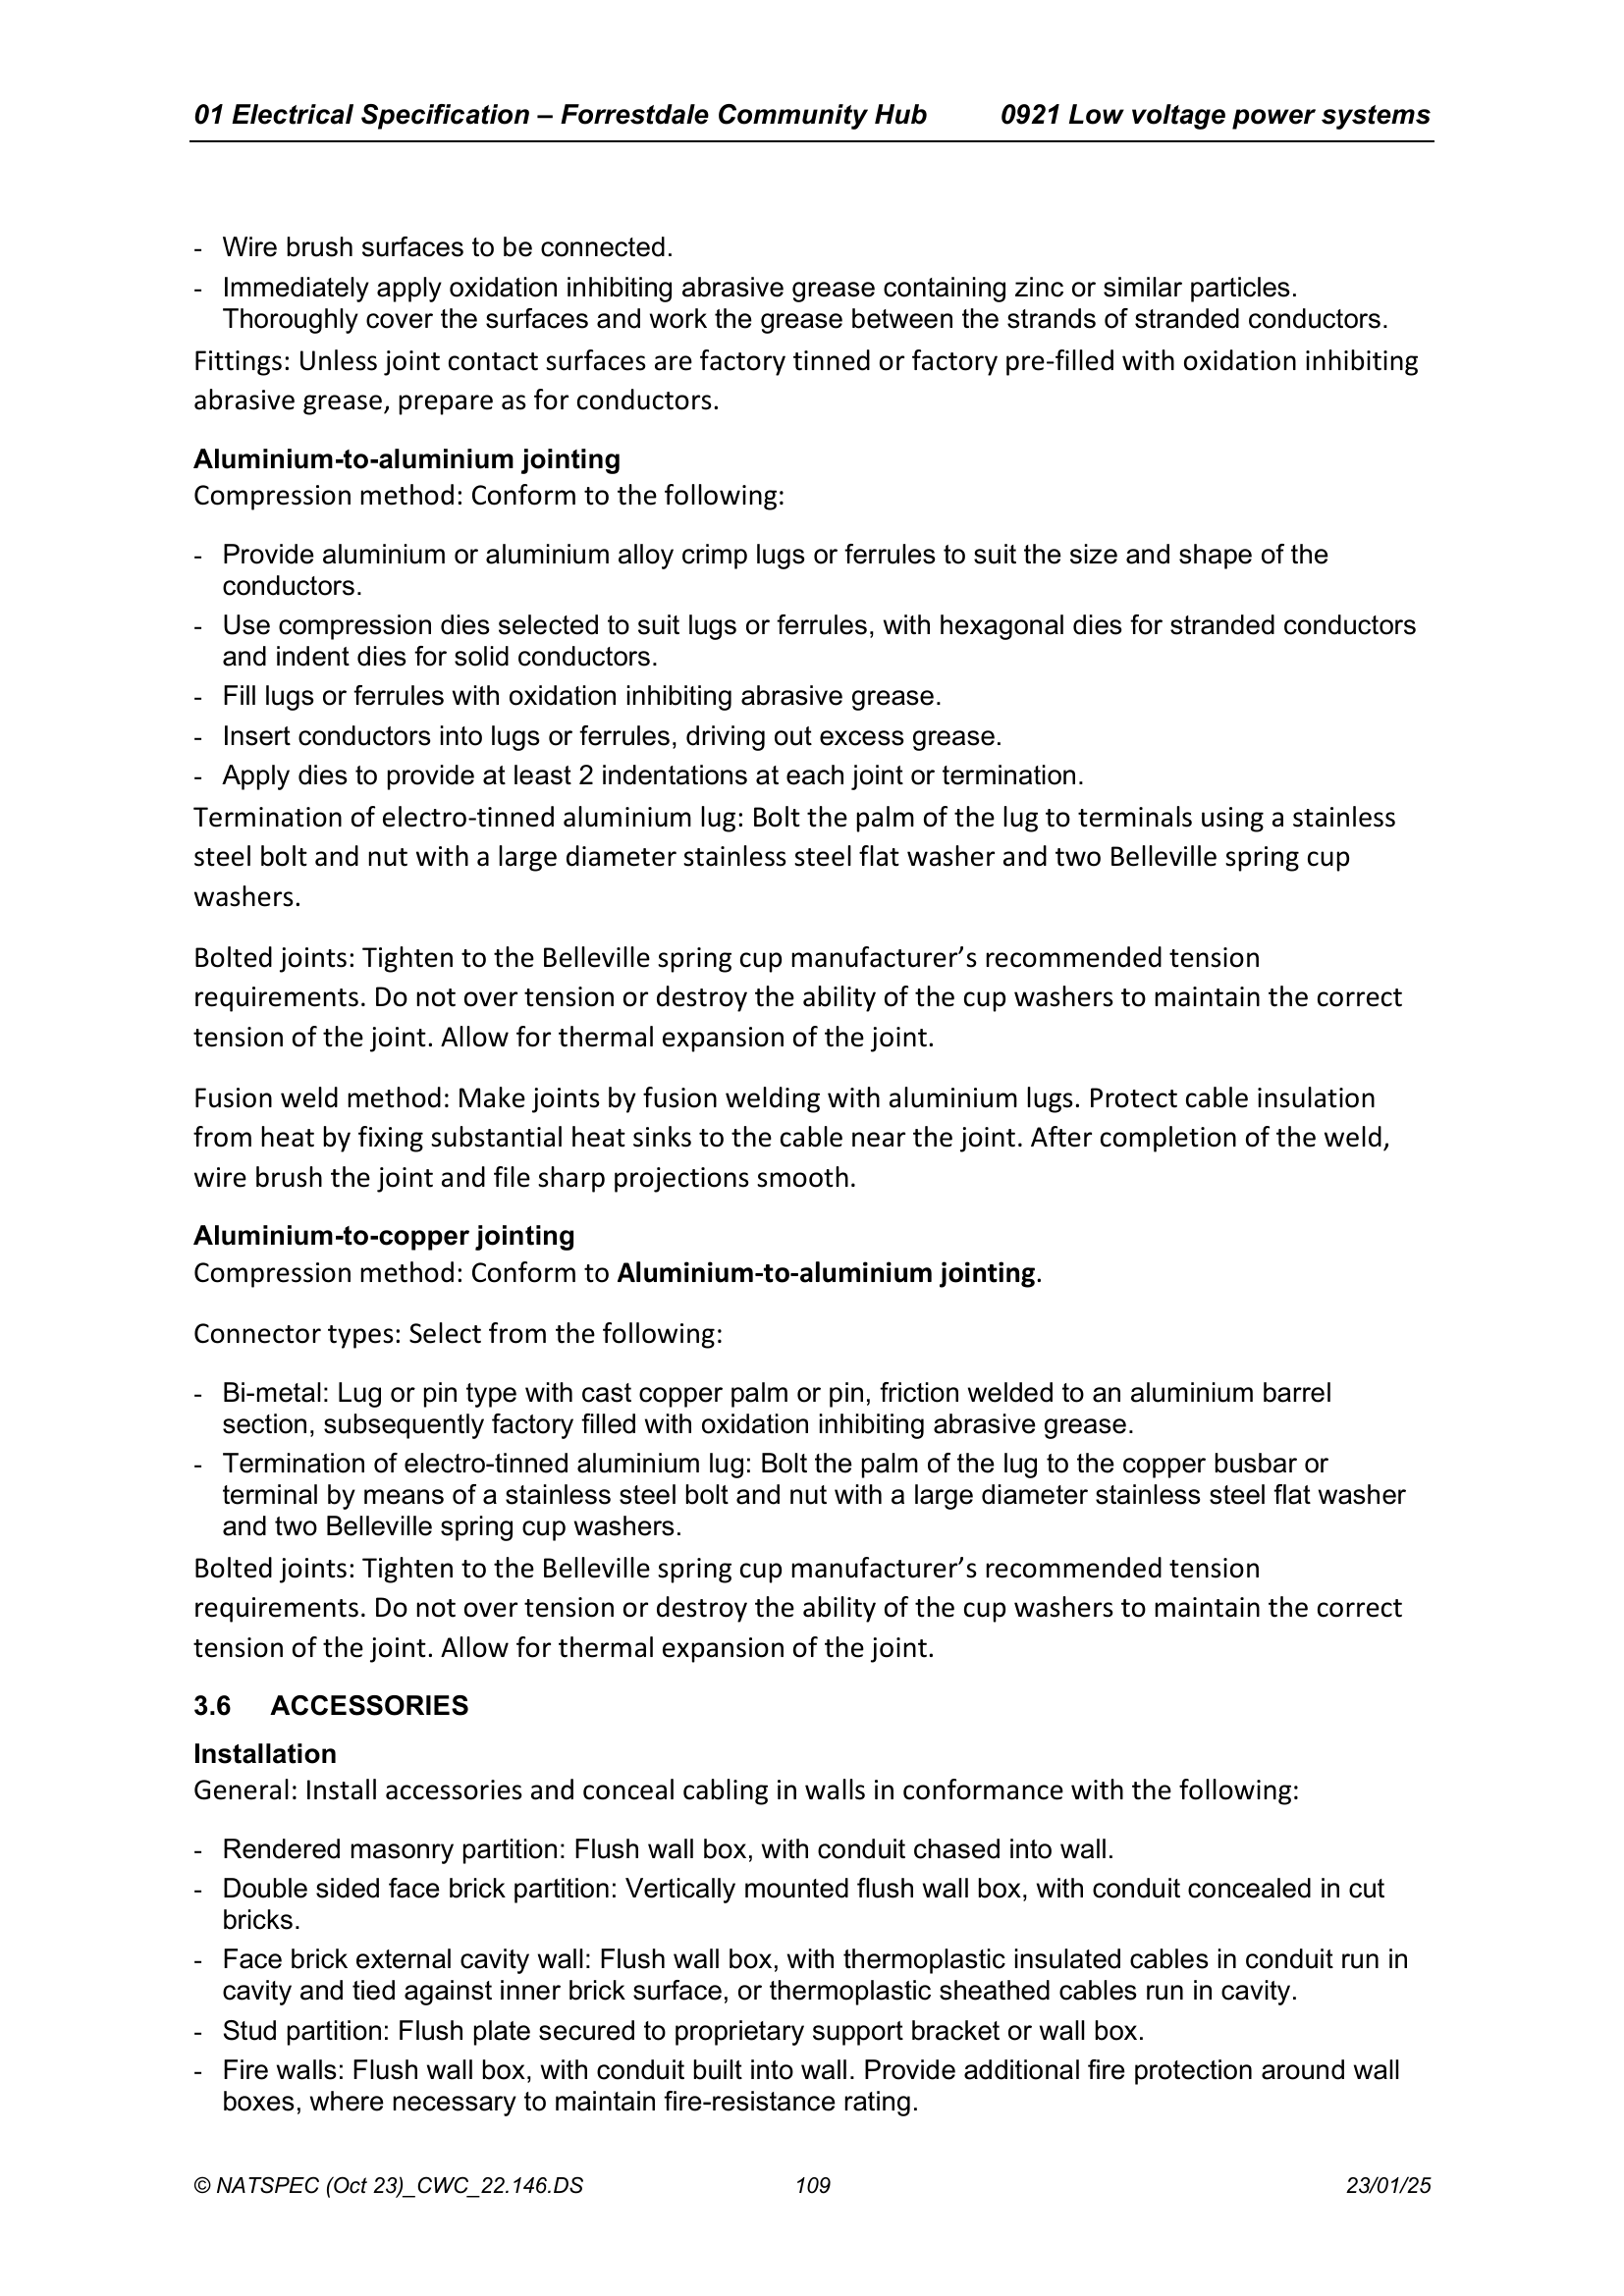 01 Electrical Specification – Forrestdale Community Hub 0921 Low voltage power systems
- Wire brush surfaces to be connected.
- Immediately apply oxidation inhibiting abrasive grease containing zinc or similar particles.
Thoroughly cover the surfaces and work the grease between the strands of stranded conductors.
Fittings: Unless joint contact surfaces are factory tinned or factory pre-filled with oxidation inhibiting
abrasive grease, prepare as for conductors.
Aluminium-to-aluminium jointing
Compression method: Conform to the following:
- Provide aluminium or aluminium alloy crimp lugs or ferrules to suit the size and shape of the
conductors.
- Use compression dies selected to suit lugs or ferrules, with hexagonal dies for stranded conductors
and indent dies for solid conductors.
- Fill lugs or ferrules with oxidation inhibiting abrasive grease.
- Insert conductors into lugs or ferrules, driving out excess grease.
- Apply dies to provide at least 2 indentations at each joint or termination.
Termination of electro-tinned aluminium lug: Bolt the palm of the lug to terminals using a stainless
steel bolt and nut with a large diameter stainless steel flat washer and two Belleville spring cup
washers.
Bolted joints: Tighten to the Belleville spring cup manufacturer’s recommended tension
requirements. Do not over tension or destroy the ability of the cup washers to maintain the correct
tension of the joint. Allow for thermal expansion of the joint.
Fusion weld method: Make joints by fusion welding with aluminium lugs. Protect cable insulation
from heat by fixing substantial heat sinks to the cable near the joint. After completion of the weld,
wire brush the joint and file sharp projections smooth.
Aluminium-to-copper jointing
Compression method: Conform to Aluminium-to-aluminium jointing.
Connector types: Select from the following:
- Bi-metal: Lug or pin type with cast copper palm or pin, friction welded to an aluminium barrel
section, subsequently factory filled with oxidation inhibiting abrasive grease.
- Termination of electro-tinned aluminium lug: Bolt the palm of the lug to the copper busbar or
terminal by means of a stainless steel bolt and nut with a large diameter stainless steel flat washer
and two Belleville spring cup washers.
Bolted joints: Tighten to the Belleville spring cup manufacturer’s recommended tension
requirements. Do not over tension or destroy the ability of the cup washers to maintain the correct
tension of the joint. Allow for thermal expansion of the joint.
3.6 ACCESSORIES
Installation
General: Install accessories and conceal cabling in walls in conformance with the following:
- Rendered masonry partition: Flush wall box, with conduit chased into wall.
- Double sided face brick partition: Vertically mounted flush wall box, with conduit concealed in cut
bricks.
- Face brick external cavity wall: Flush wall box, with thermoplastic insulated cables in conduit run in
cavity and tied against inner brick surface, or thermoplastic sheathed cables run in cavity.
- Stud partition: Flush plate secured to proprietary support bracket or wall box.
- Fire walls: Flush wall box, with conduit built into wall. Provide additional fire protection around wall
boxes, where necessary to maintain fire-resistance rating.
© NATSPEC (Oct 23)_CWC_22.146.DS 109 23/01/25